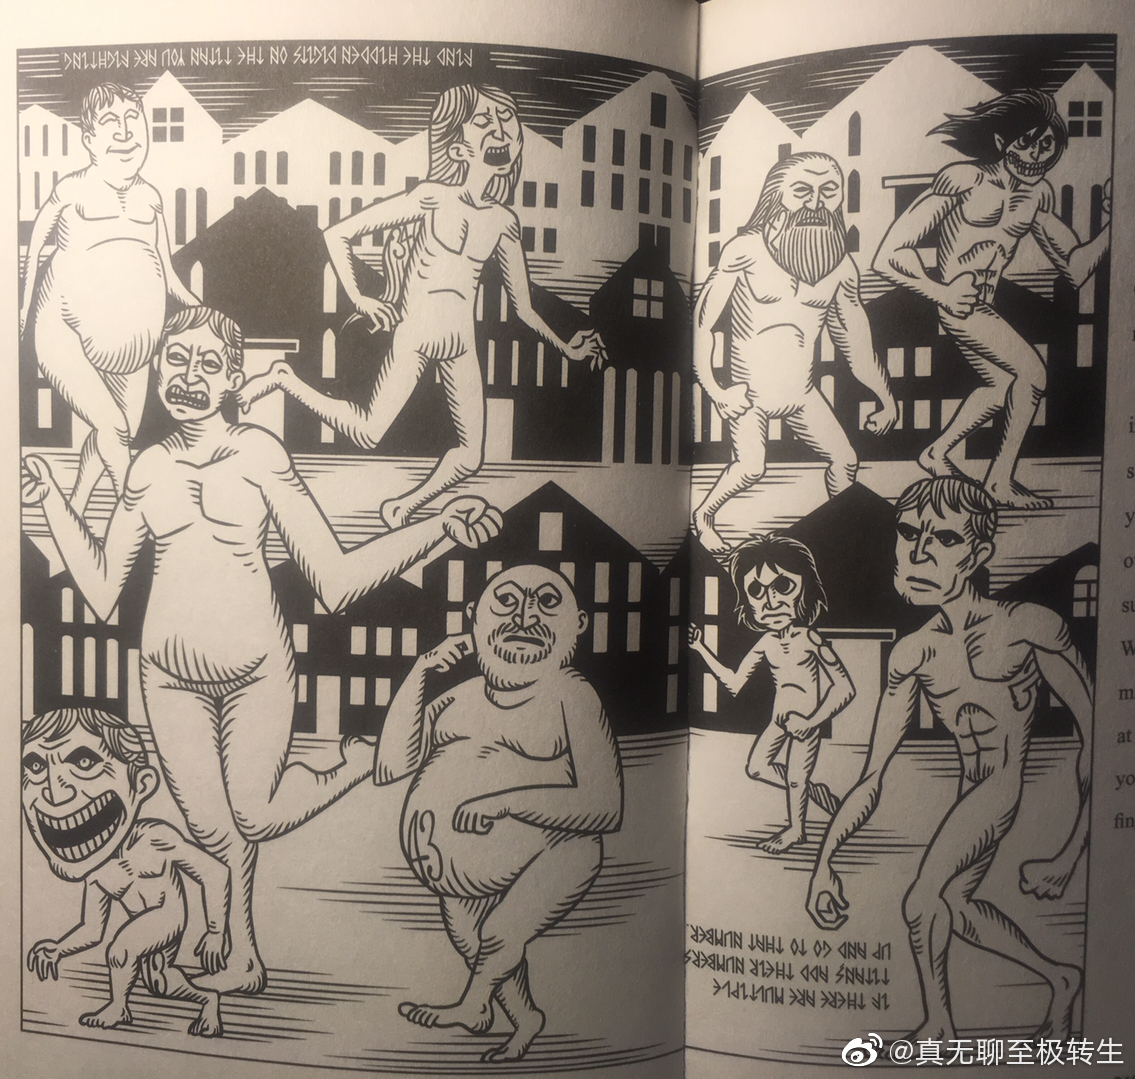 FIND THE HIDDEN DIGITS ON THE TITAN YOU ARE FIGHTING
IF THERE ARE MULTIPLE
TITANS ADD THEIR NUMBERS
UP AND GO TO THAT NUMBER.
@真无聊至极转生